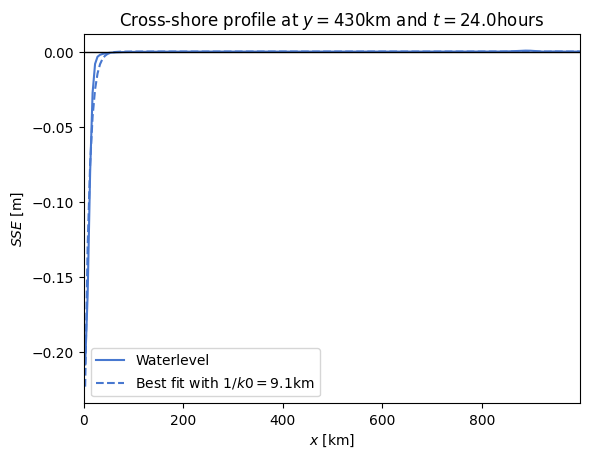 Cross-shore profile at y = 430km and t = 24.0hours
0.00
−0.05
−0.10
−0.15
−0.20
SSE [m]
Waterlevel
Best fit with 1/k0 = 9.1km
0 200 400 600 800
x [km]